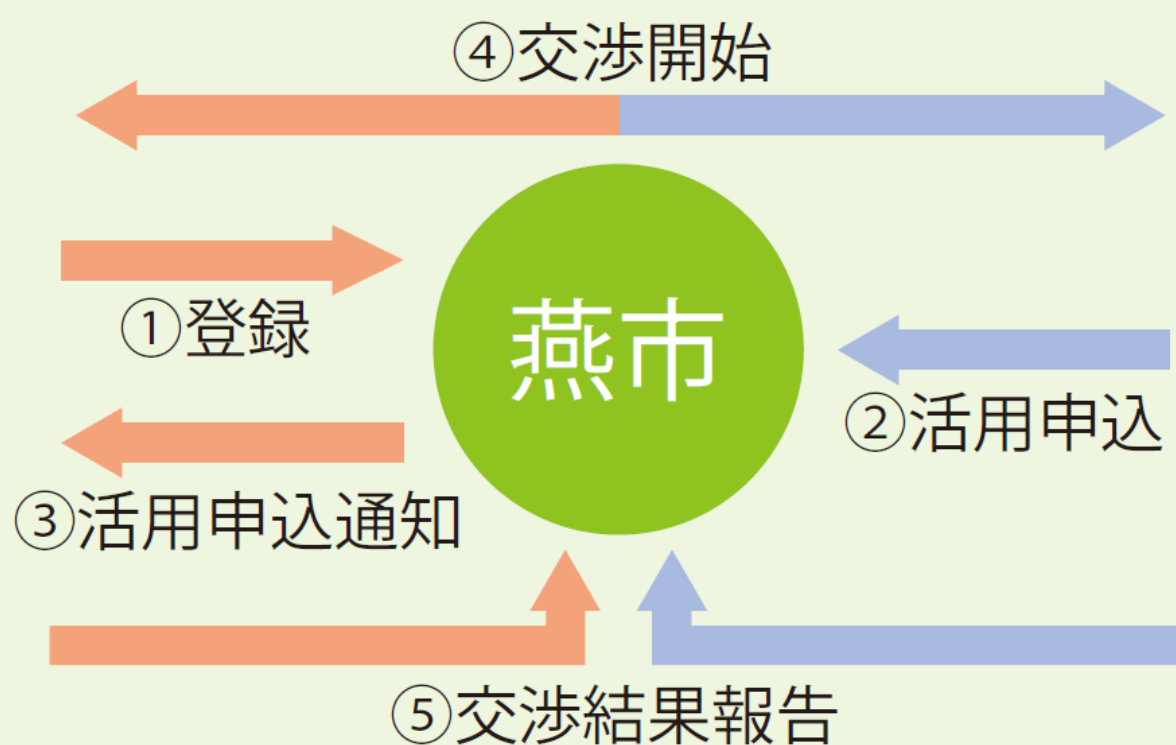 ④交渉開始
①登録
燕市
②活用申込
③活用申込通知
⑤交渉結果報告